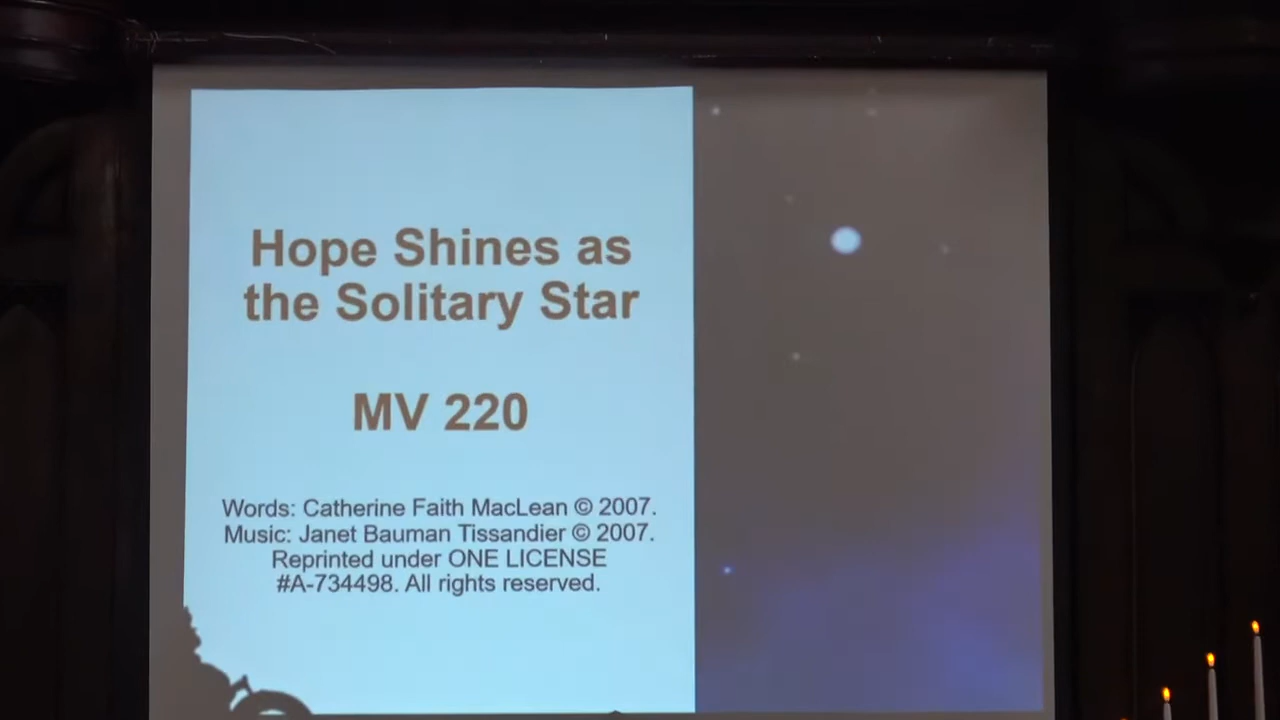 Hope Shines as
the Solitary Star
MV 220
Words: Catherine Faith MacLean © 2007.
Music: Janet Bauman Tissandier © 2007.
Reprinted under ONE LICENSE
#A-734498. All rights reserved.